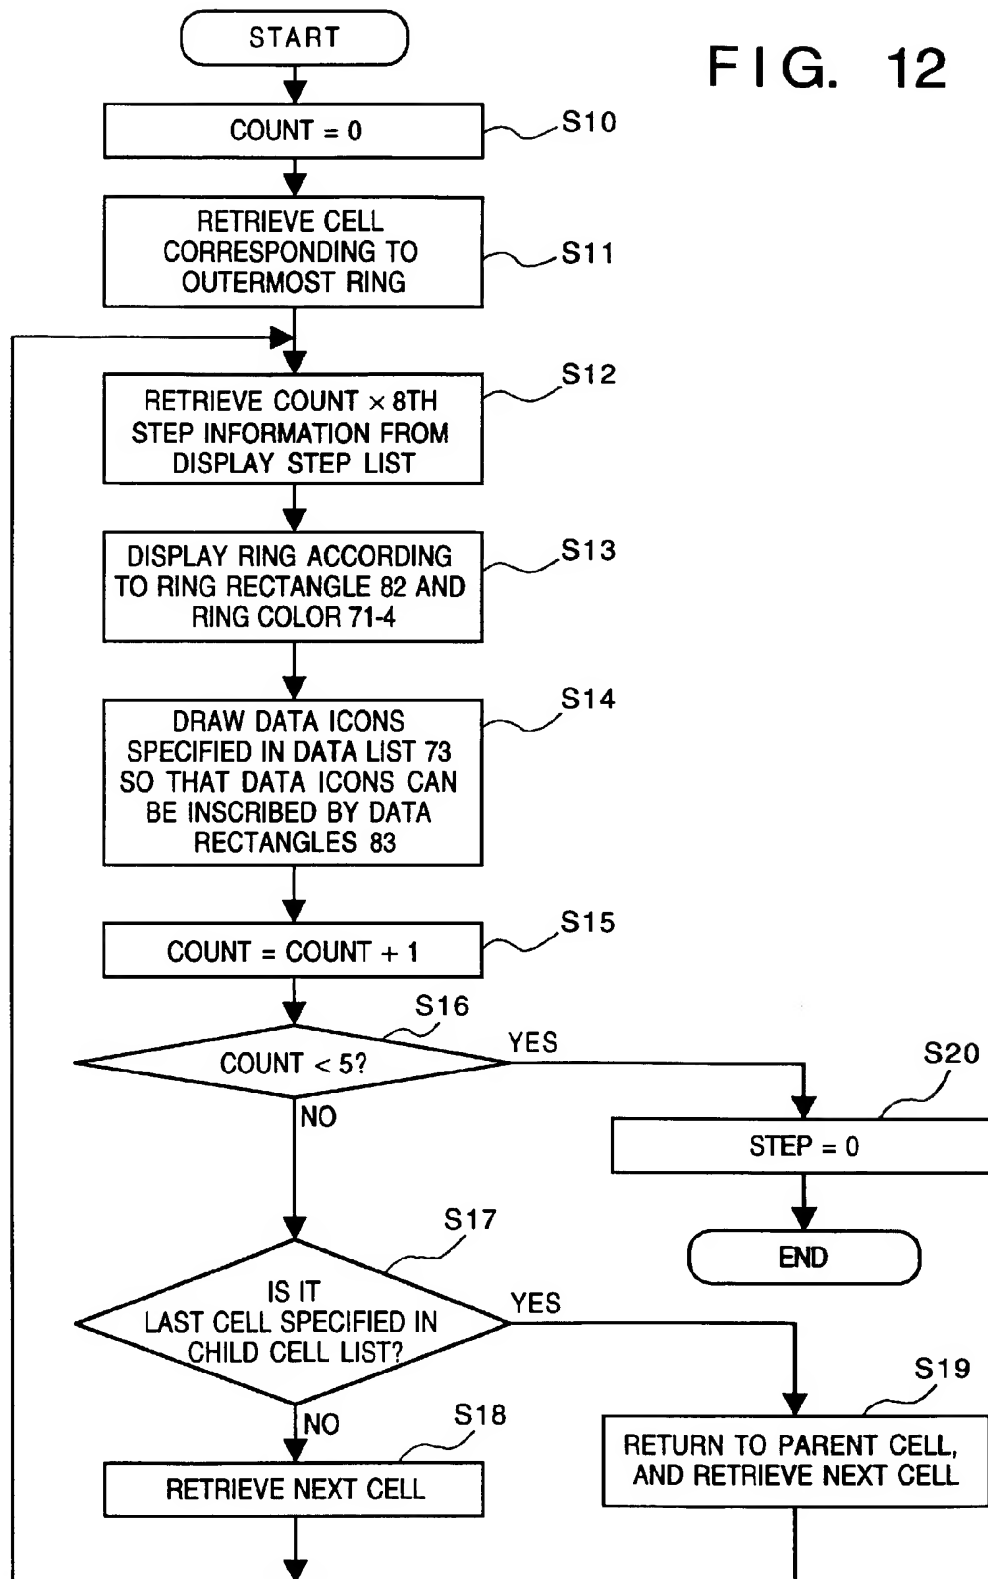 START
FIG. 12
COUNT = 0
S10
RETRIEVE CELL
CORRESPONDING TO
OUTERMOST RING
S11
S12
RETRIEVE COUNT × 8TH
STEP INFORMATION FROM
DISPLAY STEP LIST
S13
DISPLAY RING ACCORDING
TO RING RECTANGLE 82 AND
RING COLOR 71-4
S14
DRAW DATA ICONS
SPECIFIED IN DATA LIST 73
SO THAT DATA ICONS CAN
BE INSCRIBED BY DATA
RECTANGLES 83
S15
COUNT = COUNT + 1
S16
COUNT < 5?
YES
NO
S20
STEP = 0
END
S17
IS IT
LAST CELL SPECIFIED IN
CHILD CELL LIST?
YES
NO
S18
RETRIEVE NEXT CELL
S19
RETURN TO PARENT CELL,
AND RETRIEVE NEXT CELL